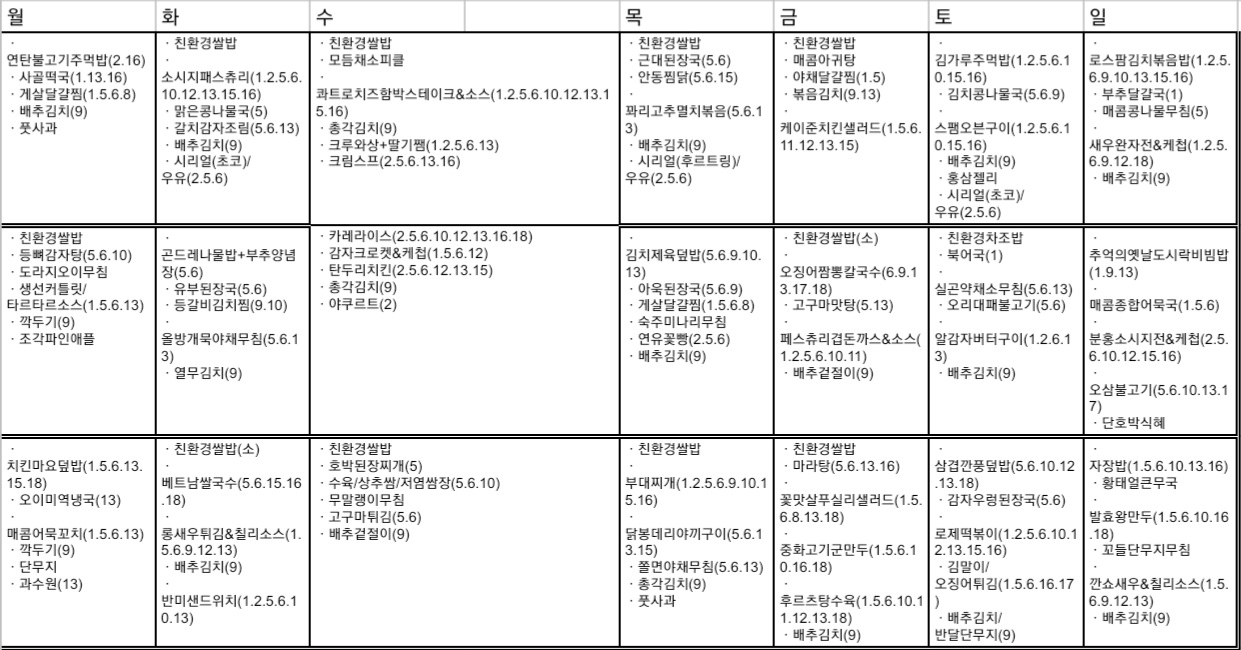 월
화
수
목
금
토
일
·
연탄불고기주먹밥(2.16)
· 사골떡국(1.13.16)
· 게살달걀찜(1.5.6.8)
· 배추김치(9)
· 풋사과
· 친환경쌀밥
·
소시지패스츄리(1.2.5.6.
10.12.13.15.16)
· 맑은콩나물국(5)
· 갈치감자조림(5.6.13)
· 배추김치(9)
· 시리얼(초코)/
우유(2.5.6)
· 친환경쌀밥
· 모듬채소피클
·
콰트로치즈함박스테이크&소스(1.2.5.6.10.12.13.1
5.16)
· 총각김치(9)
· 크루와상+딸기쨈(1.2.5.6.13)
· 크림스프(2.5.6.13.16)
· 친환경쌀밥
· 근대된장국(5.6)
· 안동찜닭(5.6.15)
·
꽈리고추멸치볶음(5.6.1
3)
· 배추김치(9)
· 시리얼(후르트링)/
우유(2.5.6)
· 친환경쌀밥
· 매콤아귀탕
· 야채달걀찜(1.5)
· 볶음김치(9.13)
·
케이준치킨샐러드(1.5.6.
11.12.13.15)
·
김가루주먹밥(1.2.5.6.1
0.15.16)
· 김치콩나물국(5.6.9)
·
스팸오븐구이(1.2.5.6.1
0.15.16)
· 배추김치(9)
· 홍삼젤리
· 시리얼(초코)/
우유(2.5.6)
·
로스팜김치볶음밥(1.2.5.
6.9.10.13.15.16)
· 부추달걀국(1)
· 매콤콩나물무침(5)
·
새우완자전&케첩(1.2.5.
6.9.12.18)
· 배추김치(9)
· 친환경쌀밥
· 등뼈감자탕(5.6.10)
· 도라지오이무침
· 생선커틀릿/
타르타르소스(1.5.6.13)
· 깍두기(9)
· 조각파인애플
·
곤드레나물밥+부추양념
장(5.6)
· 유부된장국(5.6)
· 등갈비김치찜(9.10)
·
올방개묵야채무침(5.6.1
3)
· 열무김치(9)
· 카레라이스(2.5.6.10.12.13.16.18)
· 감자크로켓&케첩(1.5.6.12)
· 탄두리치킨(2.5.6.12.13.15)
· 총각김치(9)
· 야쿠르트(2)
·
김치제육덮밥(5.6.9.10.
13)
· 아욱된장국(5.6.9)
· 게살달걀찜(1.5.6.8)
· 숙주미나리무침
· 연유꽃빵(2.5.6)
· 배추김치(9)
· 친환경쌀밥(소)
·
오징어짬뽕칼국수(6.9.1
3.17.18)
· 고구마맛탕(5.13)
·
페스츄리겹돈까스&소스(
1.2.5.6.10.11)
· 배추겉절이(9)
· 친환경차조밥
· 북어국(1)
·
실곤약채소무침(5.6.13)
· 오리대패불고기(5.6)
·
알감자버터구이(1.2.6.1
3)
· 배추김치(9)
·
추억의옛날도시락비빔밥
(1.9.13)
·
매콤종합어묵국(1.5.6)
·
분홍소시지전&케첩(2.5.
6.10.12.15.16)
·
오삼불고기(5.6.10.13.1
7)
· 단호박식혜
·
치킨마요덮밥(1.5.6.13.
15.18)
· 오이미역냉국(13)
·
매콤어묵꼬치(1.5.6.13)
· 깍두기(9)
· 단무지
· 과수원(13)
· 친환경쌀밥(소)
·
베트남쌀국수(5.6.15.16
.18)
·
롱새우튀김&칠리소스(1.
5.6.9.12.13)
· 배추김치(9)
·
반미샌드위치(1.2.5.6.1
0.13)
· 친환경쌀밥
· 호박된장찌개(5)
· 수육/상추쌈/저염쌈장(5.6.10)
· 무말랭이무침
· 고구마튀김(5.6)
· 배추겉절이(9)
· 친환경쌀밥
·
부대찌개(1.2.5.6.9.10.1
5.16)
·
닭봉데리야끼구이(5.6.1
3.15)
· 쫄면야채무침(5.6.13)
· 총각김치(9)
· 풋사과
· 친환경쌀밥
· 마라탕(5.6.13.16)
·
꽃맛살푸실리샐러드(1.5.
6.8.13.18)
·
중화고기군만두(1.5.6.1
0.16.18)
·
후르츠탕수육(1.5.6.10.1
1.12.13.18)
· 배추김치(9)
·
삼겹깐풍덮밥(5.6.10.12
.13.18)
· 감자우렁된장국(5.6)
·
로제떡볶이(1.2.5.6.10.1
2.13.15.16)
· 김말이/
오징어튀김(1.5.6.16.17
)
· 배추김치/
반달단무지(9)
·
자장밥(1.5.6.10.13.16)
· 황태얼큰무국
·
발효왕만두(1.5.6.10.16
.18)
· 꼬들단무지무침
·
깐쇼새우&칠리소스(1.5.
6.9.12.13)
· 배추김치(9)